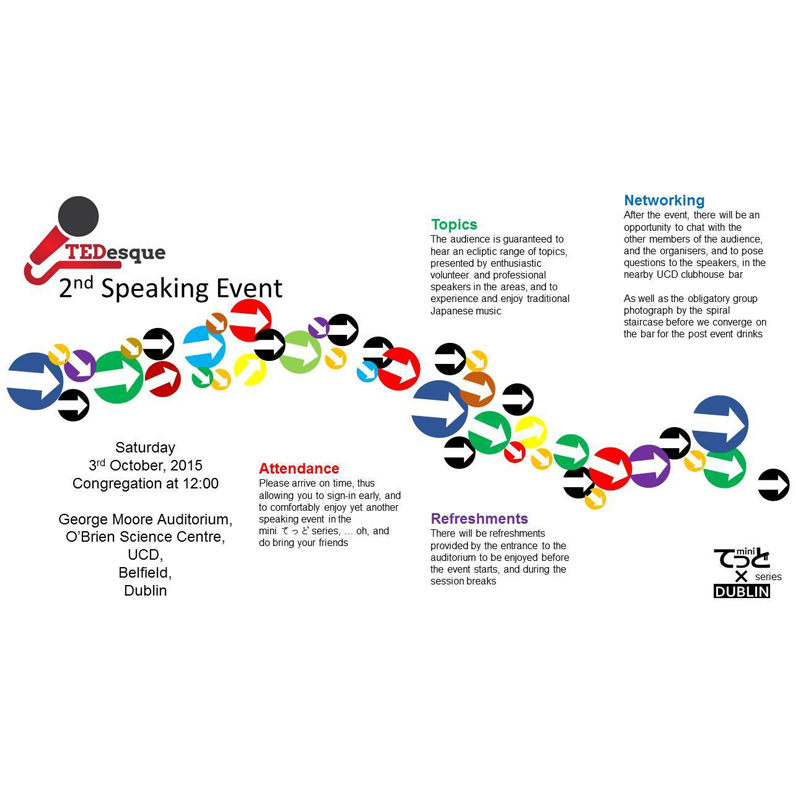 TEDesque
2nd Speaking Event
Saturday
3rd October, 2015
Congregation at 12:00
George Moore Auditorium,
O'Brien Science Centre,
UCD,
Belfield,
Dublin
Attendance
Please arrive on time, thus
allowing you to sign-in early, and
to comfortably enjoy yet another
speaking event in the
mini てっど series, ... oh, and
do bring your friends
Topics
The audience is guaranteed to
hear an ecliptic range of topics,
presented by enthusiastic
volunteer and professional
speakers in the areas, and to
experience and enjoy traditional
Japanese music
Refreshments
There will be refreshments
provided by the entrance to the
auditorium to be enjoyed before
the event starts, and during the
session breaks
Networking
After the event, there will be an
opportunity to chat with the
other members of the audience,
and the organisers, and to pose
questions to the speakers, in the
nearby UCD clubhouse bar
As well as the obligatory group
photograph by the spiral
staircase before we converge on
the bar for the post event drinks
mini
てっど
× series
DUBLIN